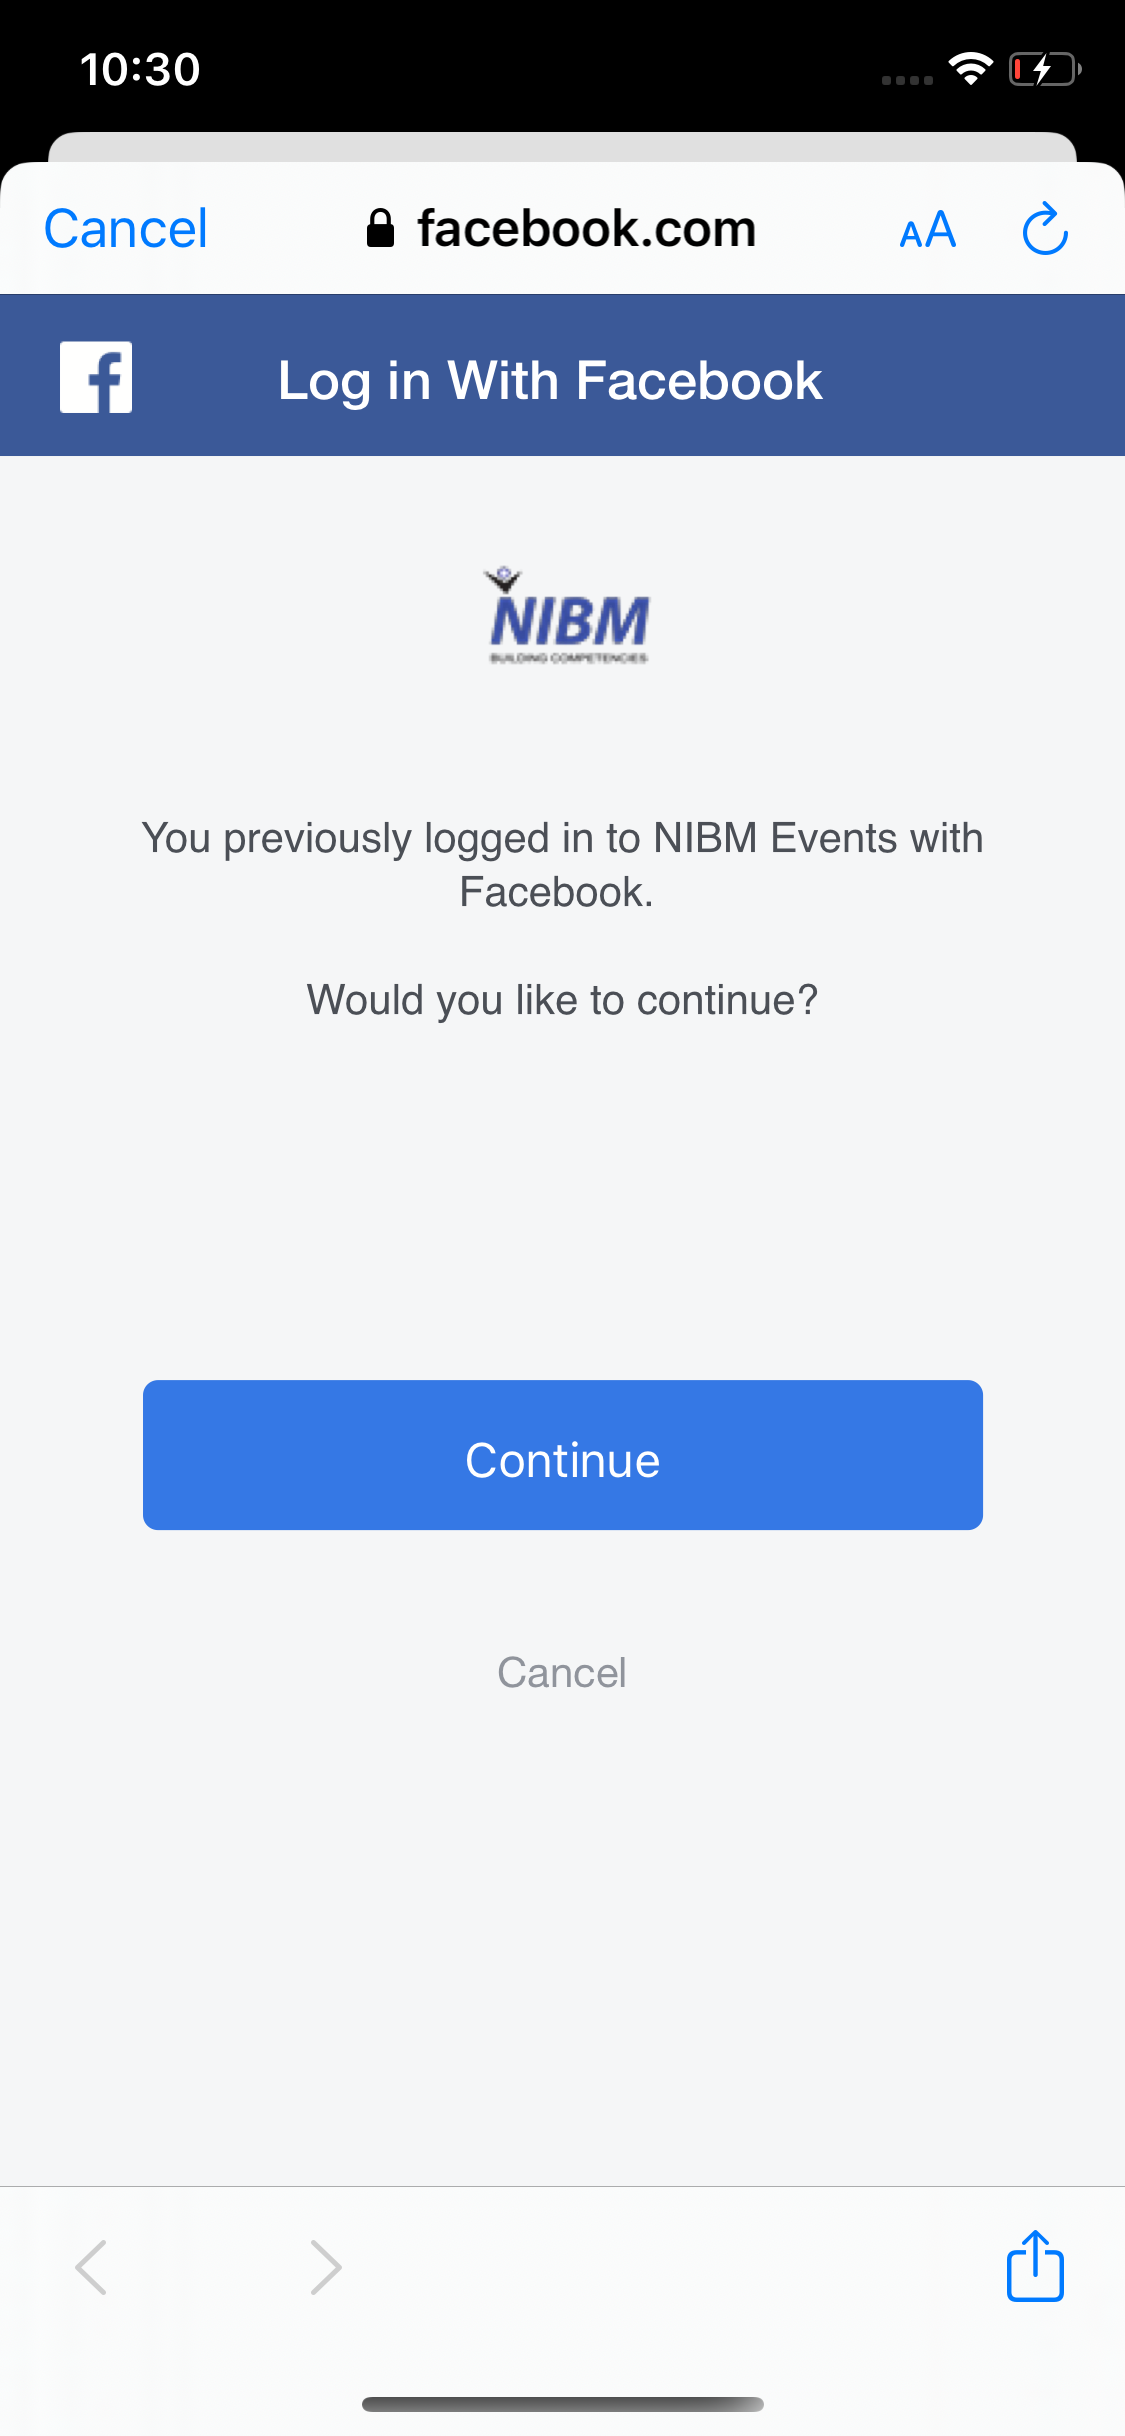 10:30
Cancel
facebook.com
AA
Log in With Facebook
NIBM
BUILDING COMPETENCIES
You previously logged in to NIBM Events with
Facebook.
Would you like to continue?
Continue
Cancel